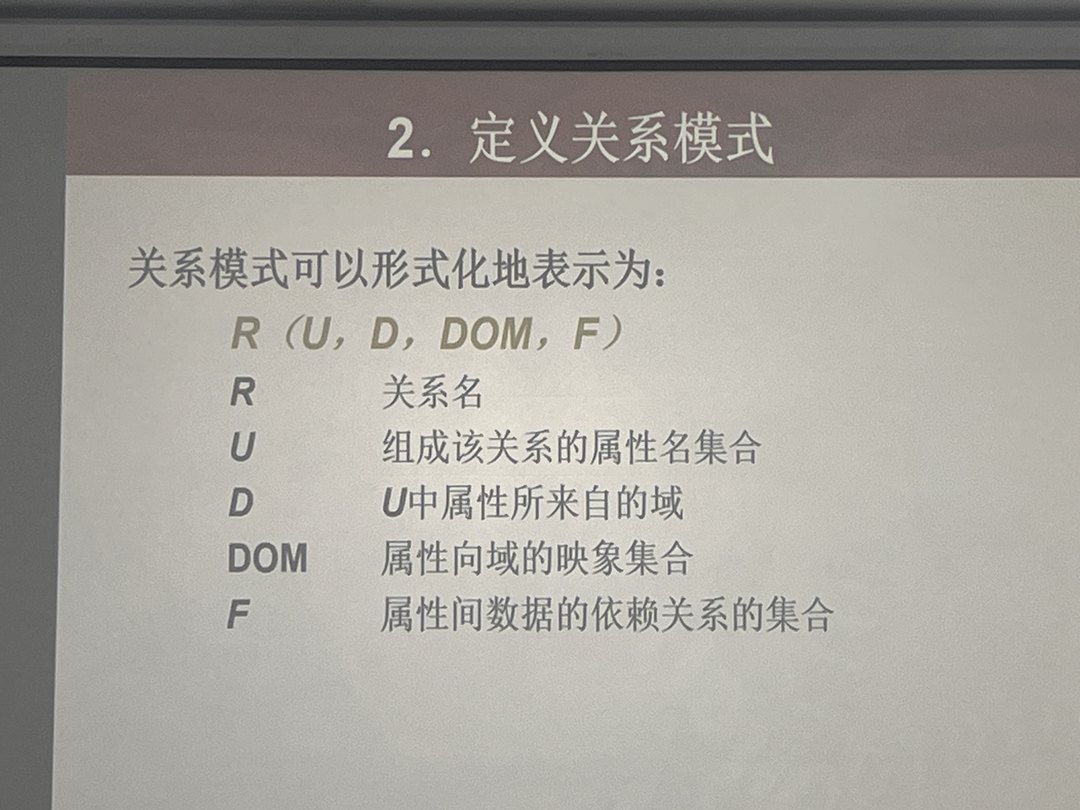 2. 定义关系模式
关系模式可以形式化地表示为：
R（U，D，DOM，F）
R 关系名
U 组成该关系的属性名集合
D U中属性所来自的域
DOM 属性向域的映象集合
F 属性间数据的依赖关系的集合